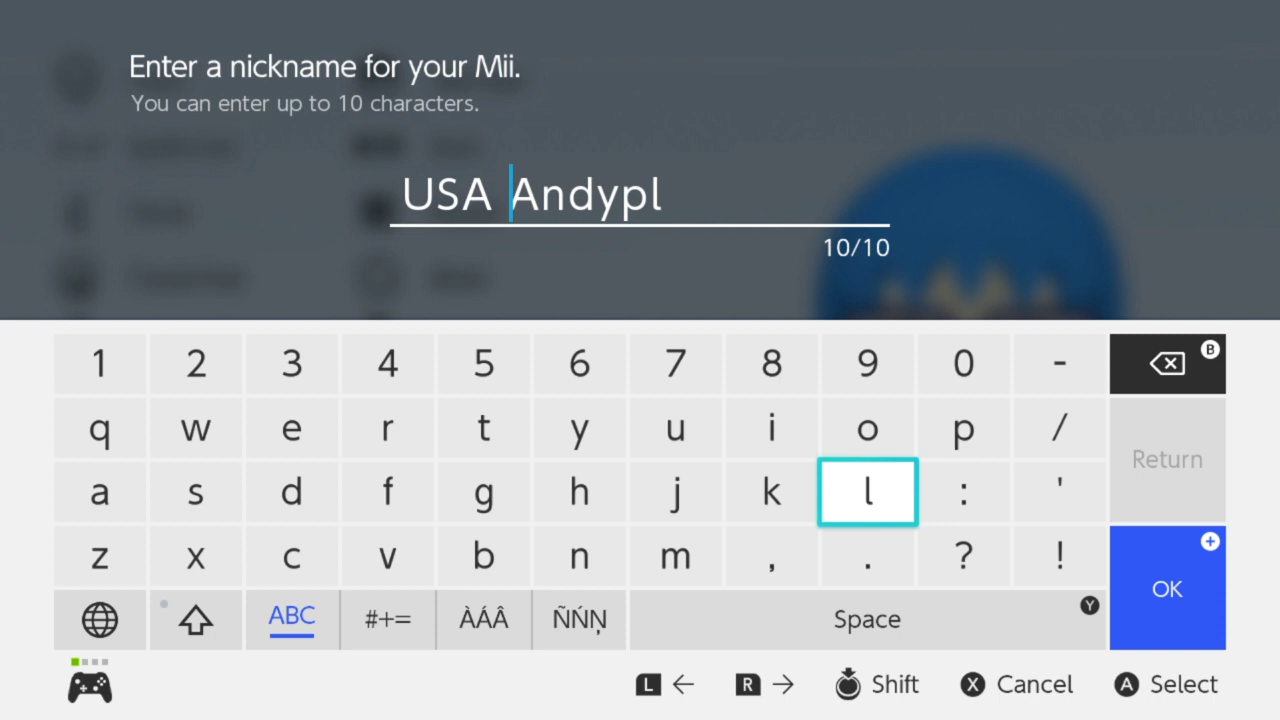 Enter a nickname for your Mii.
You can enter up to 10 characters.
USA Andypl
10/10
1 2 3 4 5 6 7 8 9 0 - B
q w e r t y u i o p / Return
a s d f g h j k l : '
z x c v b n m , . ? ! + OK
ABC #+= ÀÁÂ ÑŃŅ Space Y
L ← R → Shift X Cancel A Select